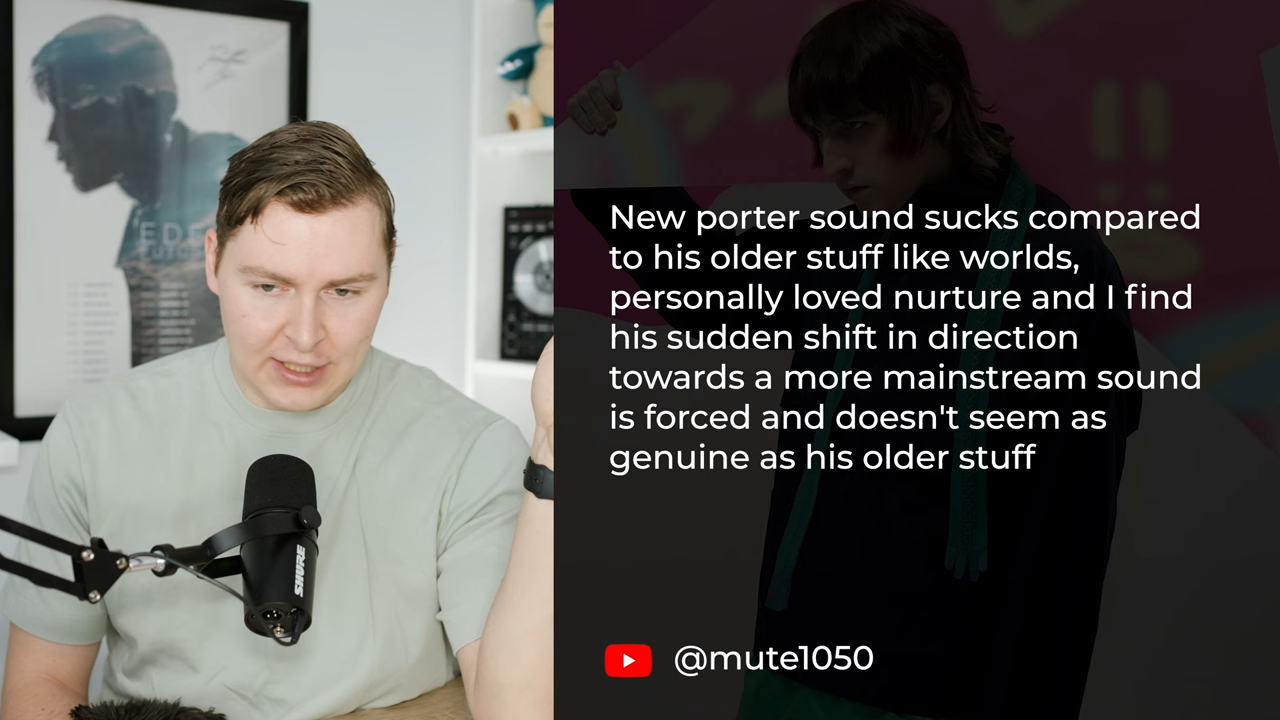 New porter sound sucks compared
to his older stuff like worlds,
personally loved nurture and I find
his sudden shift in direction
towards a more mainstream sound
is forced and doesn't seem as
genuine as his older stuff
@mute1050
SHURE